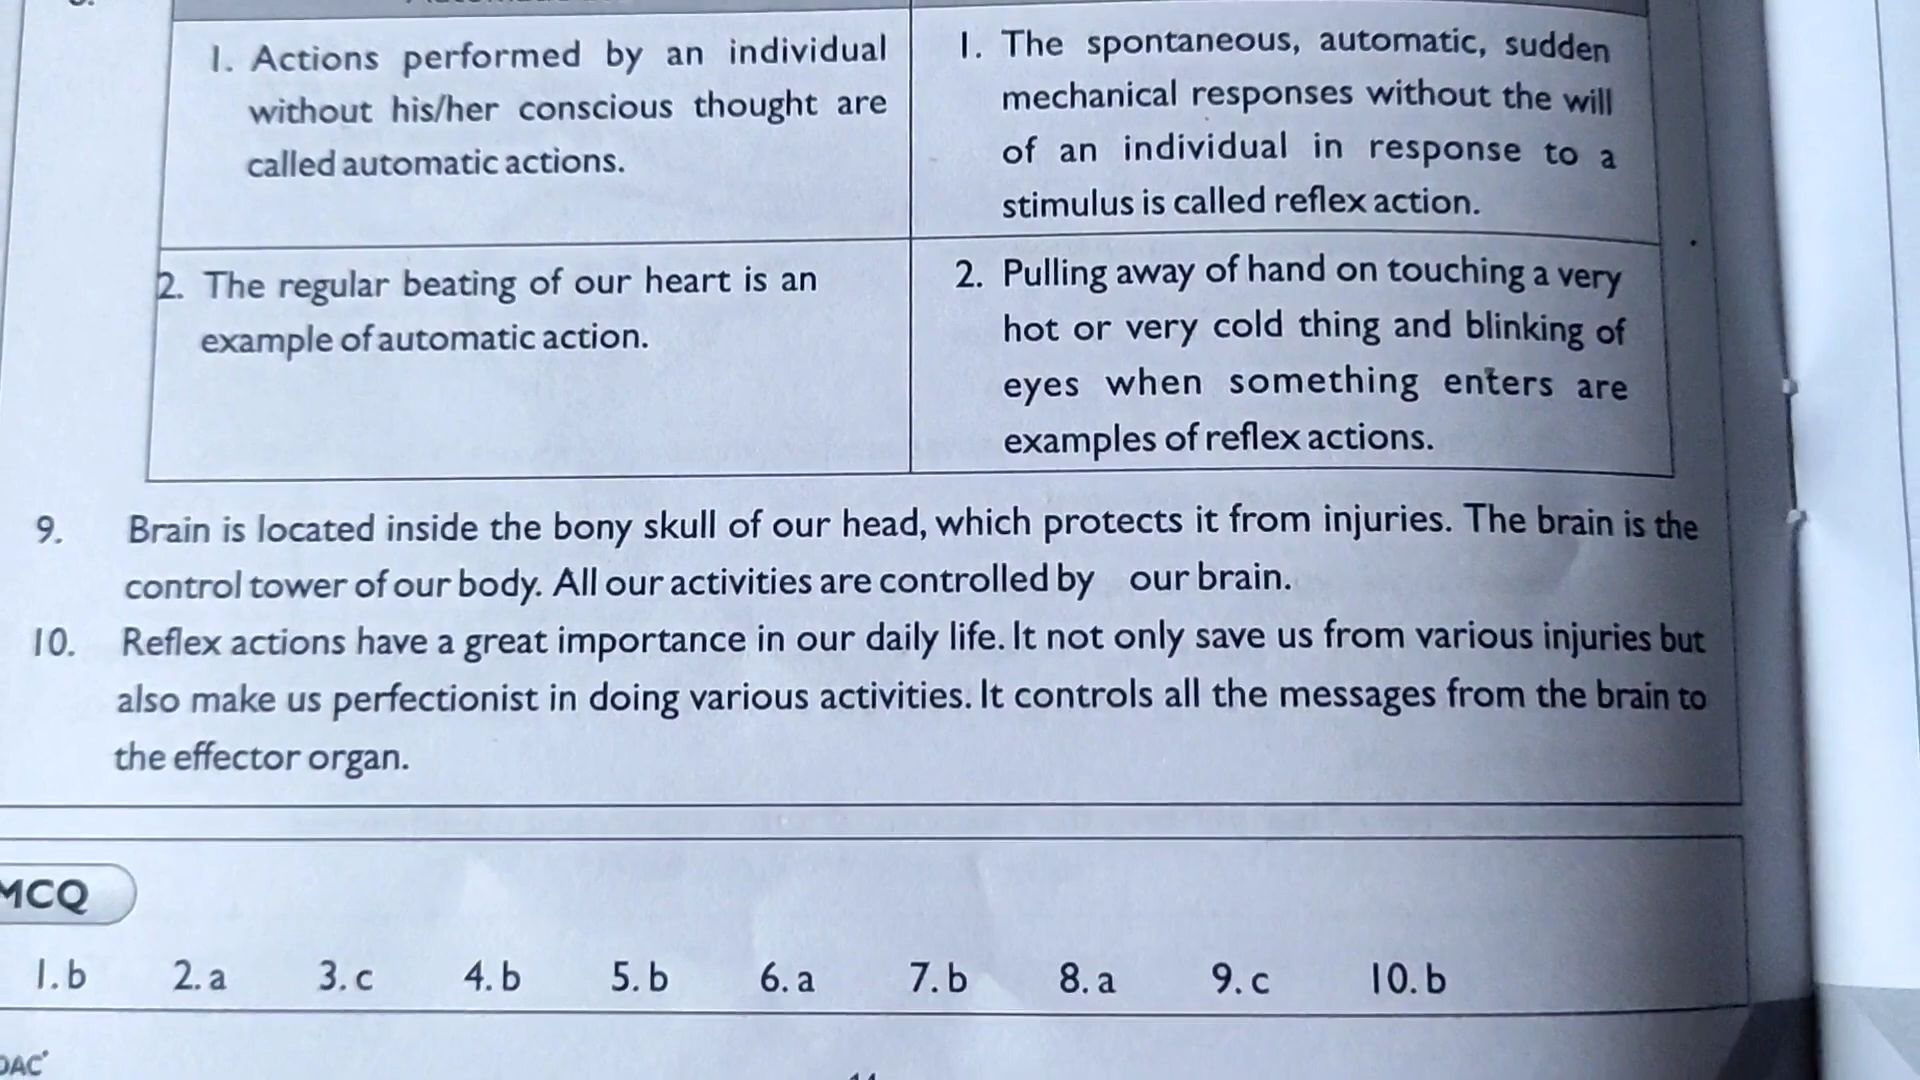 1. Actions performed by an individual
without his/her conscious thought are
called automatic actions.
1. The spontaneous, automatic, sudden
mechanical responses without the will
of an individual in response to a
stimulus is called reflex action.
2. The regular beating of our heart is an
example of automatic action.
2. Pulling away of hand on touching a very
hot or very cold thing and blinking of
eyes when something enters are
examples of reflex actions.
9. Brain is located inside the bony skull of our head, which protects it from injuries. The brain is the
control tower of our body. All our activities are controlled by our brain.
10. Reflex actions have a great importance in our daily life. It not only save us from various injuries but
also make us perfectionist in doing various activities. It controls all the messages from the brain to
the effector organ.
MCQ
1. b 2. a 3. c 4. b 5. b 6. a 7. b 8. a 9. c 10. b